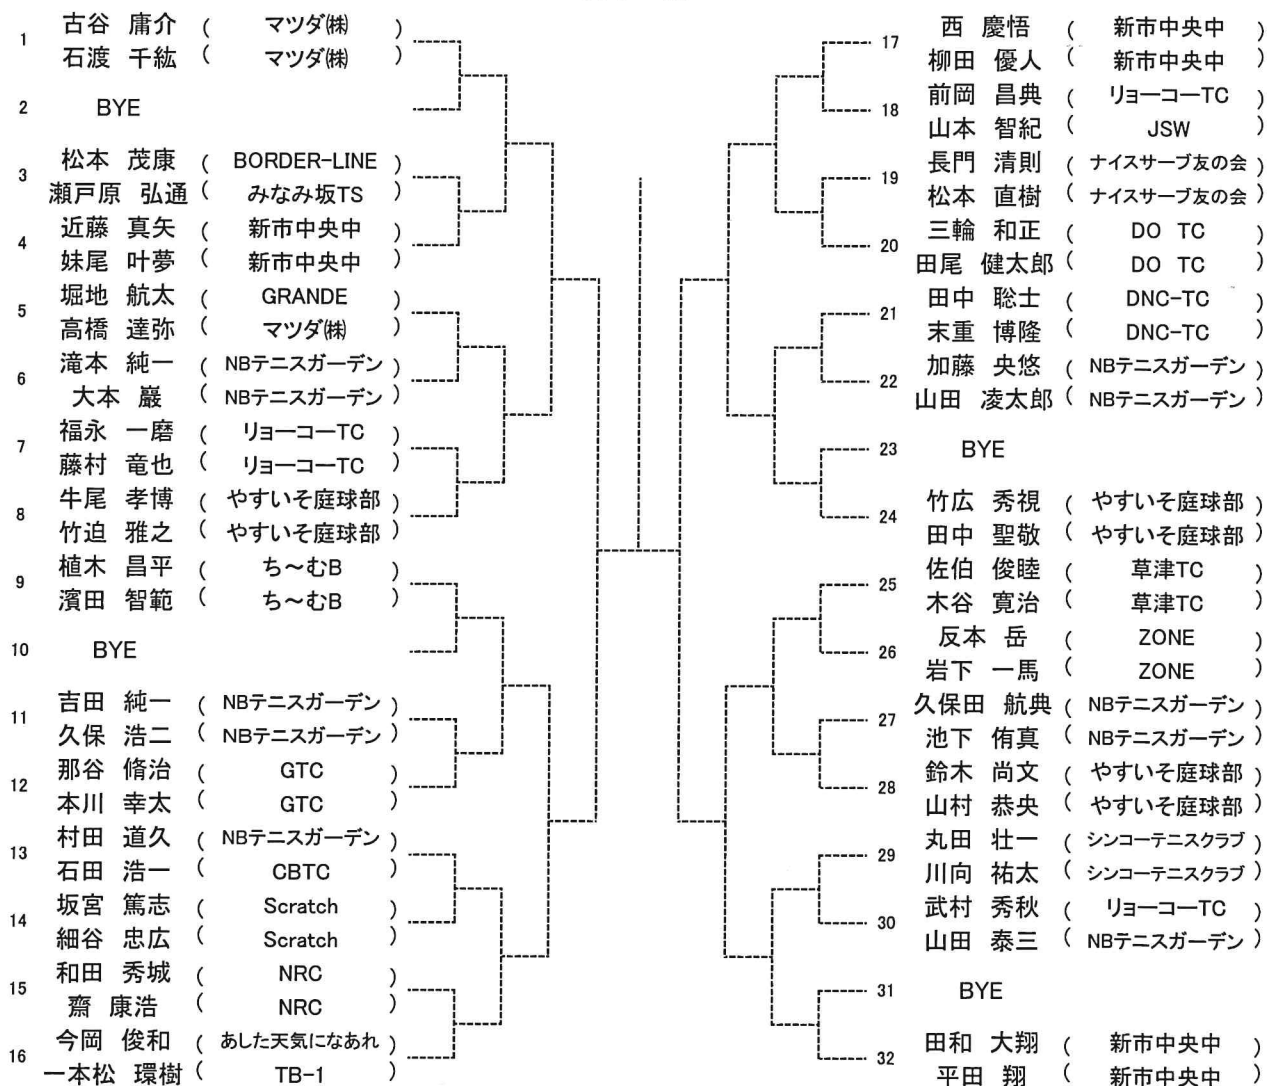 1 古谷 庸介 ( マツダ㈱ )
石渡 千紘 ( マツダ㈱ )
2 BYE
3 松本 茂康 ( BORDER-LINE )
瀬戸原 弘通 ( みなみ坂TS )
4 近藤 真矢 ( 新市中央中 )
妹尾 叶夢 ( 新市中央中 )
5 堀地 航太 ( GRANDE )
高橋 達弥 ( マツダ㈱ )
6 滝本 純一 ( NBテニスガーデン )
大本 巖 ( NBテニスガーデン )
7 福永 一磨 ( リョーコーTC )
藤村 竜也 ( リョーコーTC )
8 牛尾 孝博 ( やすいそ庭球部 )
竹迫 雅之 ( やすいそ庭球部 )
9 植木 昌平 ( ち～むB )
濱田 智範 ( ち～むB )
10 BYE
11 吉田 純一 ( NBテニスガーデン )
久保 浩二 ( NBテニスガーデン )
12 那谷 脩治 ( GTC )
本川 幸太 ( GTC )
13 村田 道久 ( NBテニスガーデン )
石田 浩一 ( CBTC )
14 坂宮 篤志 ( Scratch )
細谷 忠広 ( Scratch )
15 和田 秀城 ( NRC )
齋 康浩 ( NRC )
16 今岡 俊和 ( あした天気になあれ )
一本松 環樹 ( TB-1 )
17 西 慶悟 ( 新市中央中 )
柳田 優人 ( 新市中央中 )
18 前岡 昌典 ( リョーコーTC )
山本 智紀 ( JSW )
19 長門 清則 ( ナイスサーブ友の会 )
松本 直樹 ( ナイスサーブ友の会 )
20 三輪 和正 ( DO TC )
田尾 健太郎 ( DO TC )
21 田中 聡士 ( DNC-TC )
末重 博隆 ( DNC-TC )
22 加藤 央悠 ( NBテニスガーデン )
山田 凌太郎 ( NBテニスガーデン )
23 BYE
24 竹広 秀視 ( やすいそ庭球部 )
田中 聖敬 ( やすいそ庭球部 )
25 佐伯 俊睦 ( 草津TC )
木谷 寛治 ( 草津TC )
26 反本 岳 ( ZONE )
岩下 一馬 ( ZONE )
27 久保田 航典 ( NBテニスガーデン )
池下 侑真 ( NBテニスガーデン )
28 鈴木 尚文 ( やすいそ庭球部 )
山村 恭央 ( やすいそ庭球部 )
29 丸田 壮一 ( シンコーテニスクラブ )
川向 祐太 ( シンコーテニスクラブ )
30 武村 秀秋 ( リョーコーTC )
山田 泰三 ( NBテニスガーデン )
31 BYE
32 田和 大翔 ( 新市中央中 )
平田 翔 ( 新市中央中 )